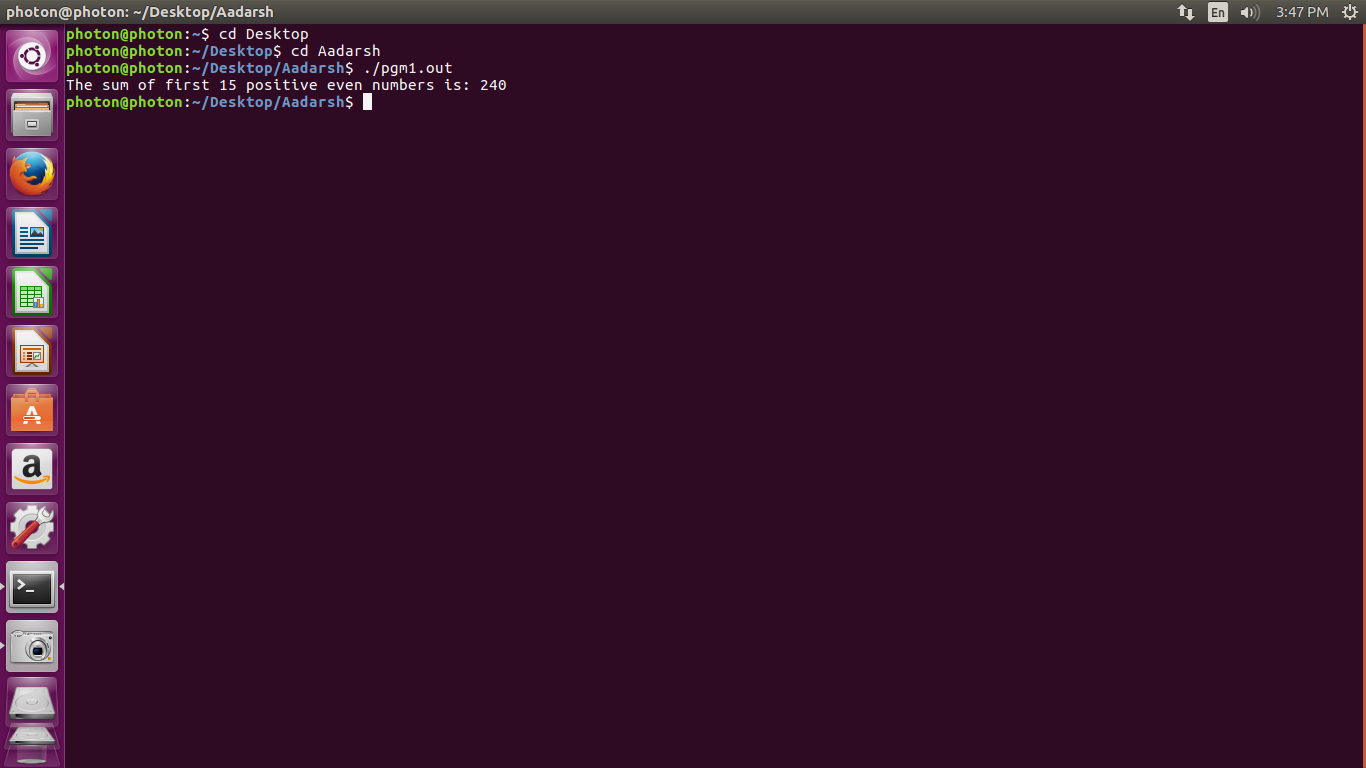 photon@photon: ~/Desktop/Aadarsh
En
3:47 PM
photon@photon:~$ cd Desktop
photon@photon:~/Desktop$ cd Aadarsh
photon@photon:~/Desktop/Aadarsh$ ./pgm1.out
The sum of first 15 positive even numbers is: 240
photon@photon:~/Desktop/Aadarsh$
A
a
>_